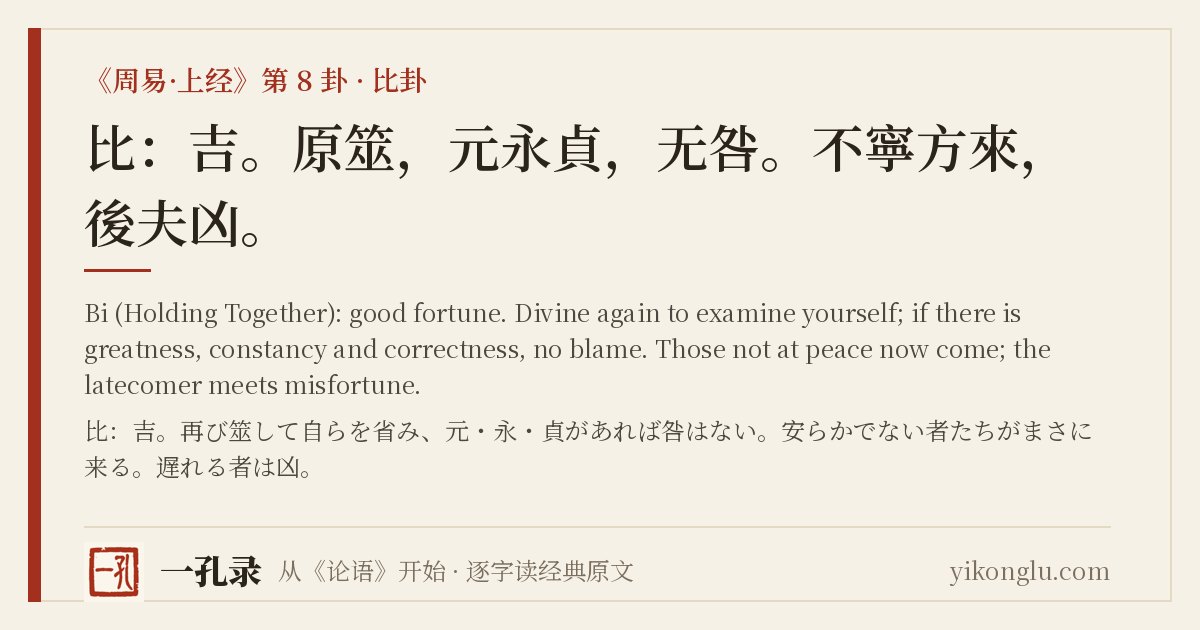 《周易·上经》第 8 卦 · 比卦
比：吉。原筮，元永貞，无咎。不寧方來，
後夫凶。
Bi (Holding Together): good fortune. Divine again to examine yourself; if there is
greatness, constancy and correctness, no blame. Those not at peace now come; the
latecomer meets misfortune.
比：吉。再び筮して自らを省み、元・永・貞があれば咎はない。安らかでない者たちがまさに
来る。遅れる者は凶。
一孔
一孔录 从《论语》开始 · 逐字读经典原文 yikonglu.com